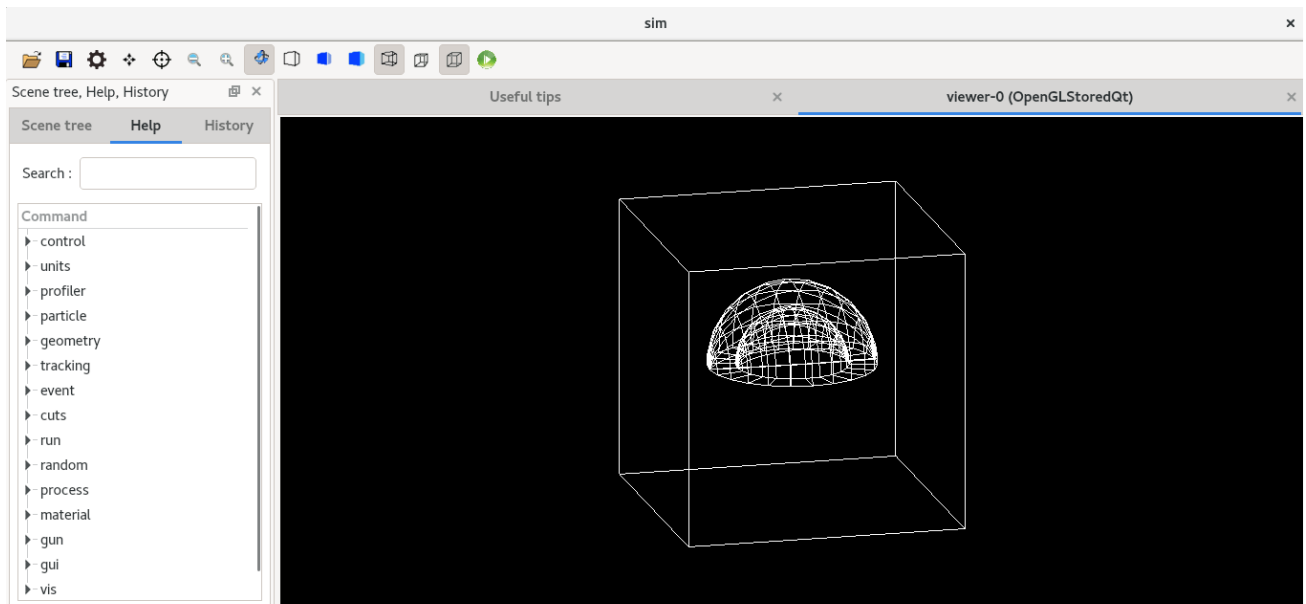 sim
Scene tree, Help, History
Useful tips
viewer-0 (OpenGLStoredQt)
Scene tree
Help
History
Search :
Command
control
units
profiler
particle
geometry
tracking
event
cuts
run
random
process
material
gun
gui
vis